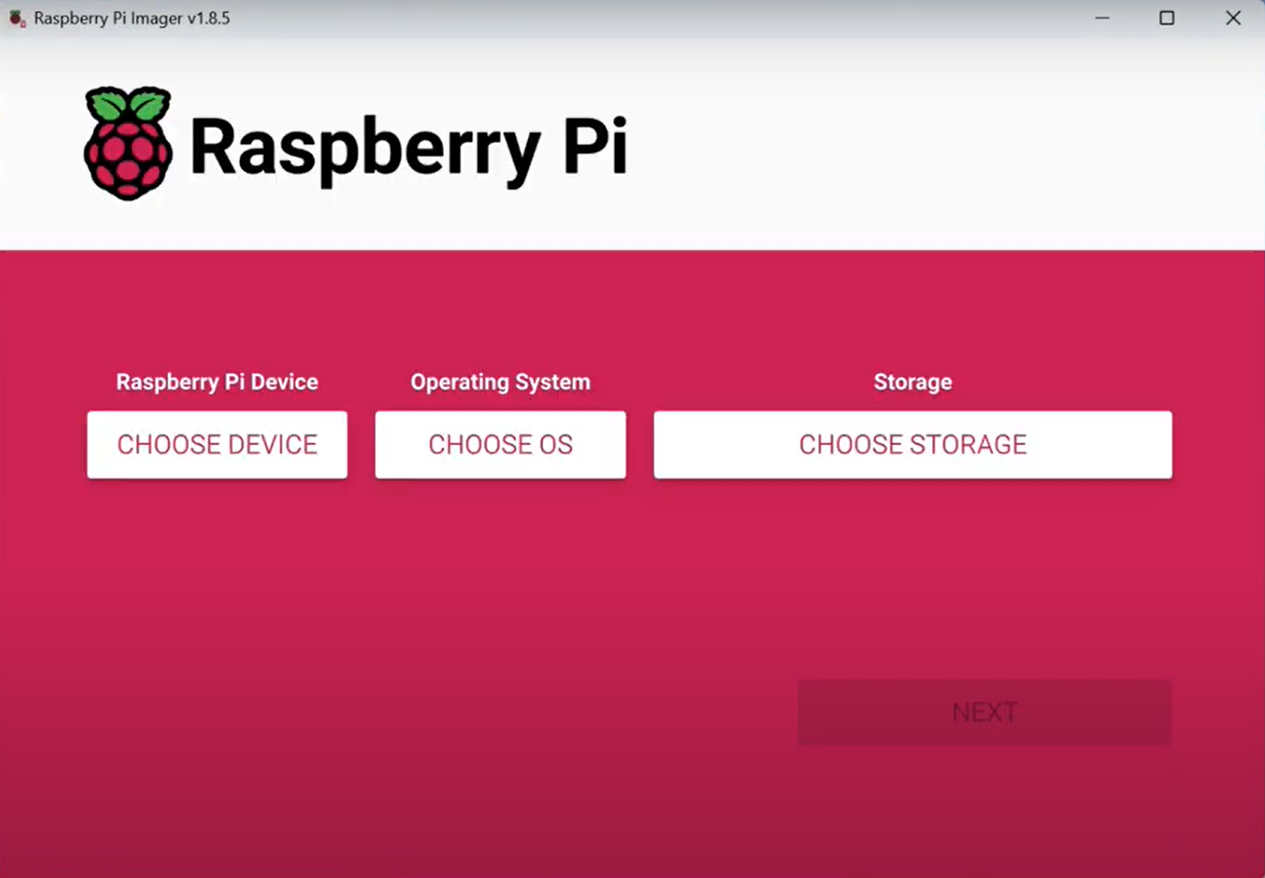 Raspberry Pi Imager v1.8.5
Raspberry Pi
Raspberry Pi Device
Operating System
Storage
CHOOSE DEVICE
CHOOSE OS
CHOOSE STORAGE
NEXT